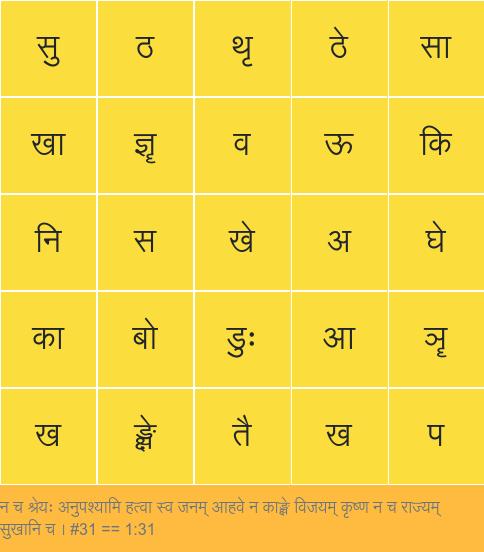 सु ठ थृ ठे सा
खा ज्ञॄ व ऊ कि
नि स खे अ घे
का बो डुः आ ञॄ
ख ङ्क्षे तै ख प
न च श्रेयः अनुपश्यामि हत्वा स्व जनम् आहवे न काङ्क्षे विजयम् कृष्ण न च राज्यम्
सुखानि च । #31 == 1:31